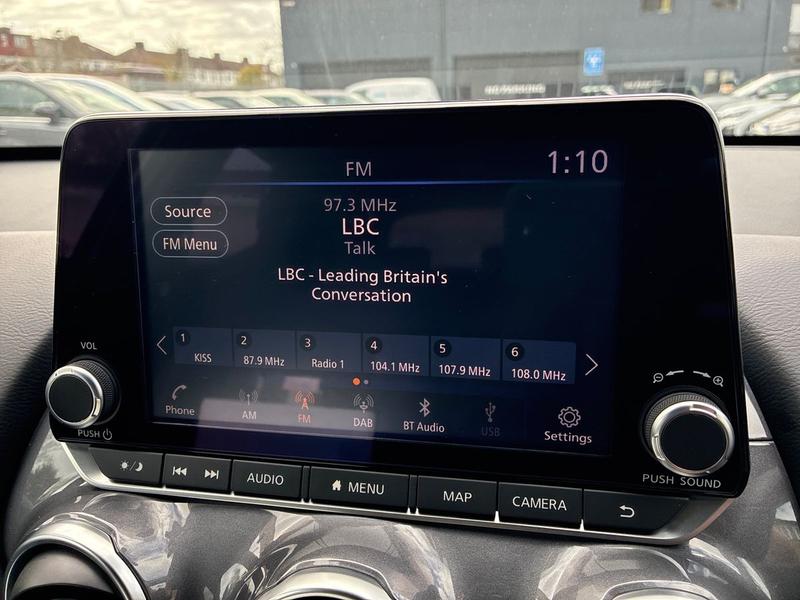 FM
1:10
Source
97.3 MHz
LBC
FM Menu
Talk
LBC - Leading Britain's
Conversation
1 KISS
2 87.9 MHz
3 Radio 1
4 104.1 MHz
5 107.9 MHz
6 108.0 MHz
VOL
PUSH
Phone
AM
FM
DAB
BT Audio
USB
Settings
PUSH SOUND
AUDIO
MENU
MAP
CAMERA